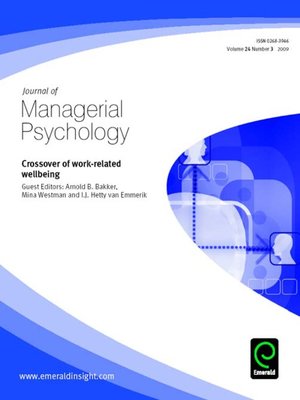 ISSN 0268-3946
Volume 24 Number 3 2009
Journal of
Managerial
Psychology
Crossover of work-related
wellbeing
Guest Editors: Arnold B. Bakker,
Mina Westman and I.J. Hetty van Emmerik
www.emeraldinsight.com
Emerald